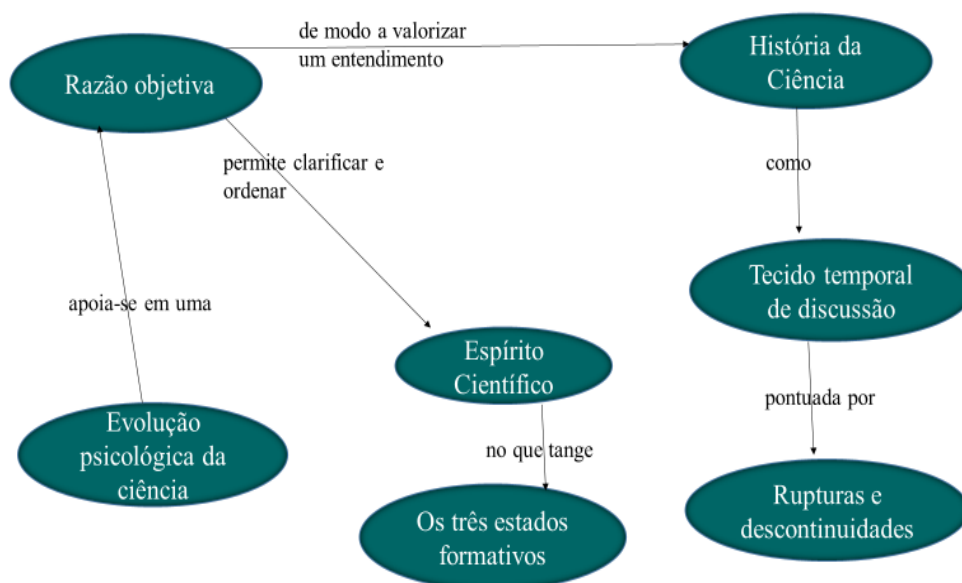 de modo a valorizar
um entendimento
História da
Ciência
Razão objetiva
permite clarificar e
ordenar
como
Tecido temporal
de discussão
apoia-se em uma
Espírito
Científico
pontuada por
Evolução
psicológica da
ciência
no que tange
Os três estados
formativos
Rupturas e
descontinuidades